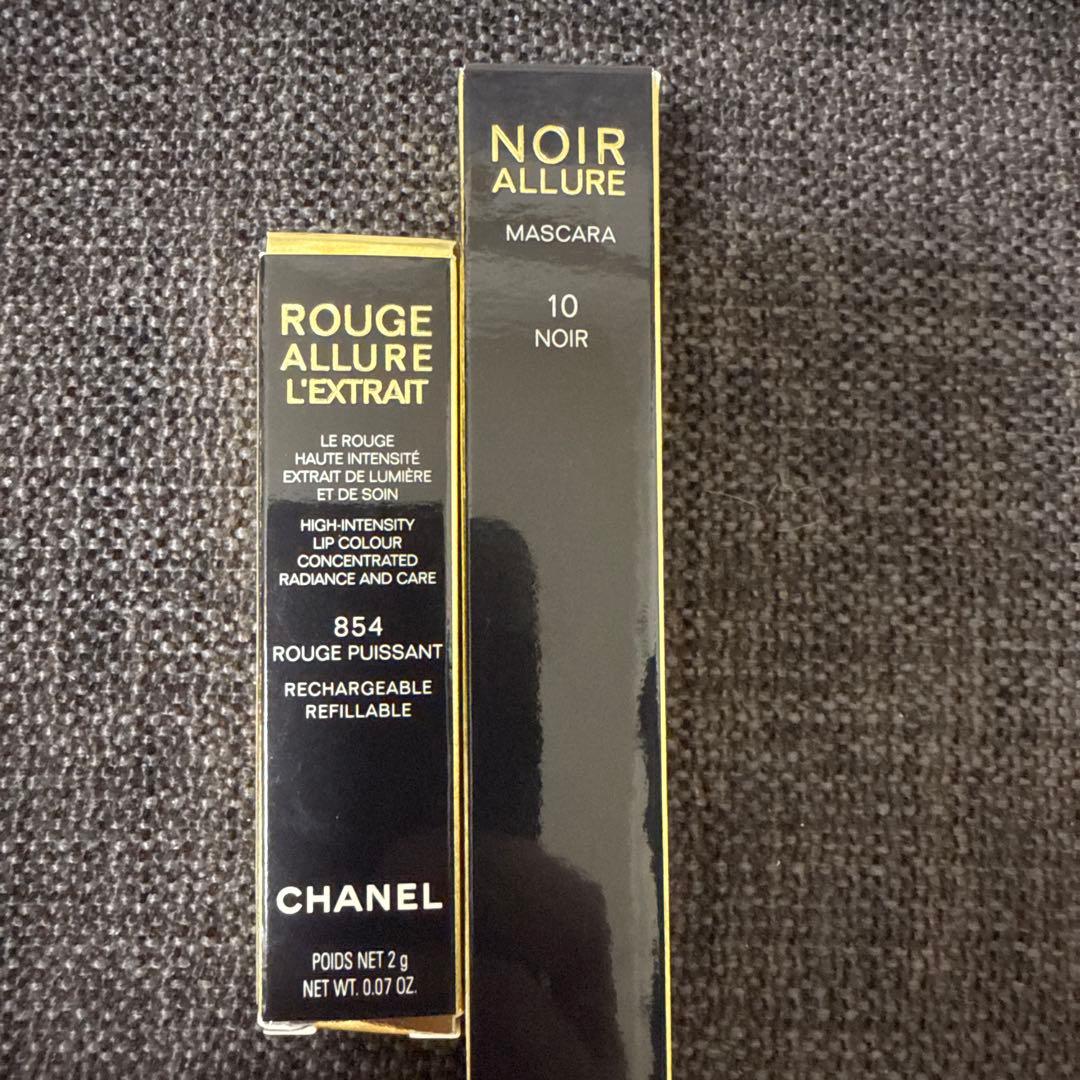 ROUGE
ALLURE
L'EXTRAIT
LE ROUGE
HAUTE INTENSITÉ
EXTRAIT DE LUMIÈRE
ET DE SOIN
HIGH-INTENSITY
LIP COLOUR
CONCENTRATED
RADIANCE AND CARE
854
ROUGE PUISSANT
RECHARGEABLE
REFILLABLE
CHANEL
POIDS NET 2 g
NET WT. 0.07 OZ.
NOIR
ALLURE
MASCARA
10
NOIR